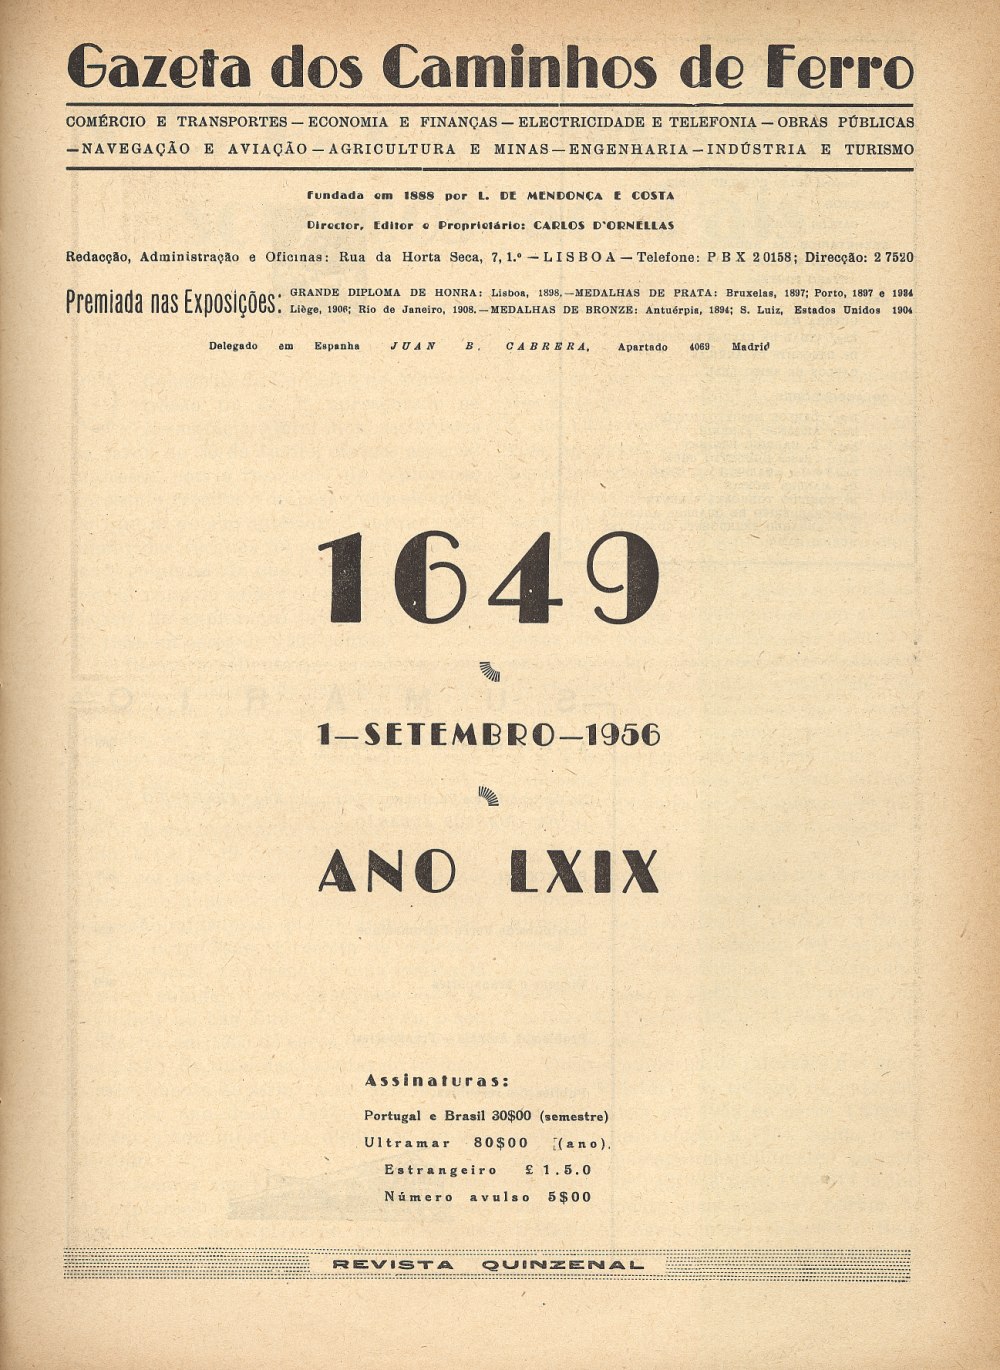 Gazeta dos Caminhos de Ferro
COMÉRCIO E TRANSPORTES — ECONOMIA E FINANÇAS — ELECTRICIDADE E TELEFONIA — OBRAS PÚBLICAS
— NAVEGAÇÃO E AVIAÇÃO — AGRICULTURA E MINAS — ENGENHARIA — INDÚSTRIA E TURISMO
Fundada em 1888 por L. DE MENDONÇA E COSTA
Director, Editor e Proprietário: CARLOS D'ORNELLAS
Redacção, Administração e Oficinas: Rua da Horta Seca, 7, 1.º — LISBOA — Telefone: PBX 20158; Direcção: 27520
Premiada nas Exposições: GRANDE DIPLOMA DE HONRA: Lisboa, 1898. — MEDALHAS DE PRATA: Bruxelas, 1897; Porto, 1897 e 1934
Liège, 1906; Rio de Janeiro, 1908. — MEDALHAS DE BRONZE: Antuérpia, 1894; S. Luiz, Estados Unidos 1904
Delegado em Espanha JUAN B. CABRERA, Apartado 4069 Madrid
1649
1—SETEMBRO—1956
ANO LXIX
Assinaturas:
Portugal e Brasil 30$00 (semestre)
Ultramar 80$00 (ano).
Estrangeiro £ 1.5.0
Número avulso 5$00
REVISTA QUINZENAL